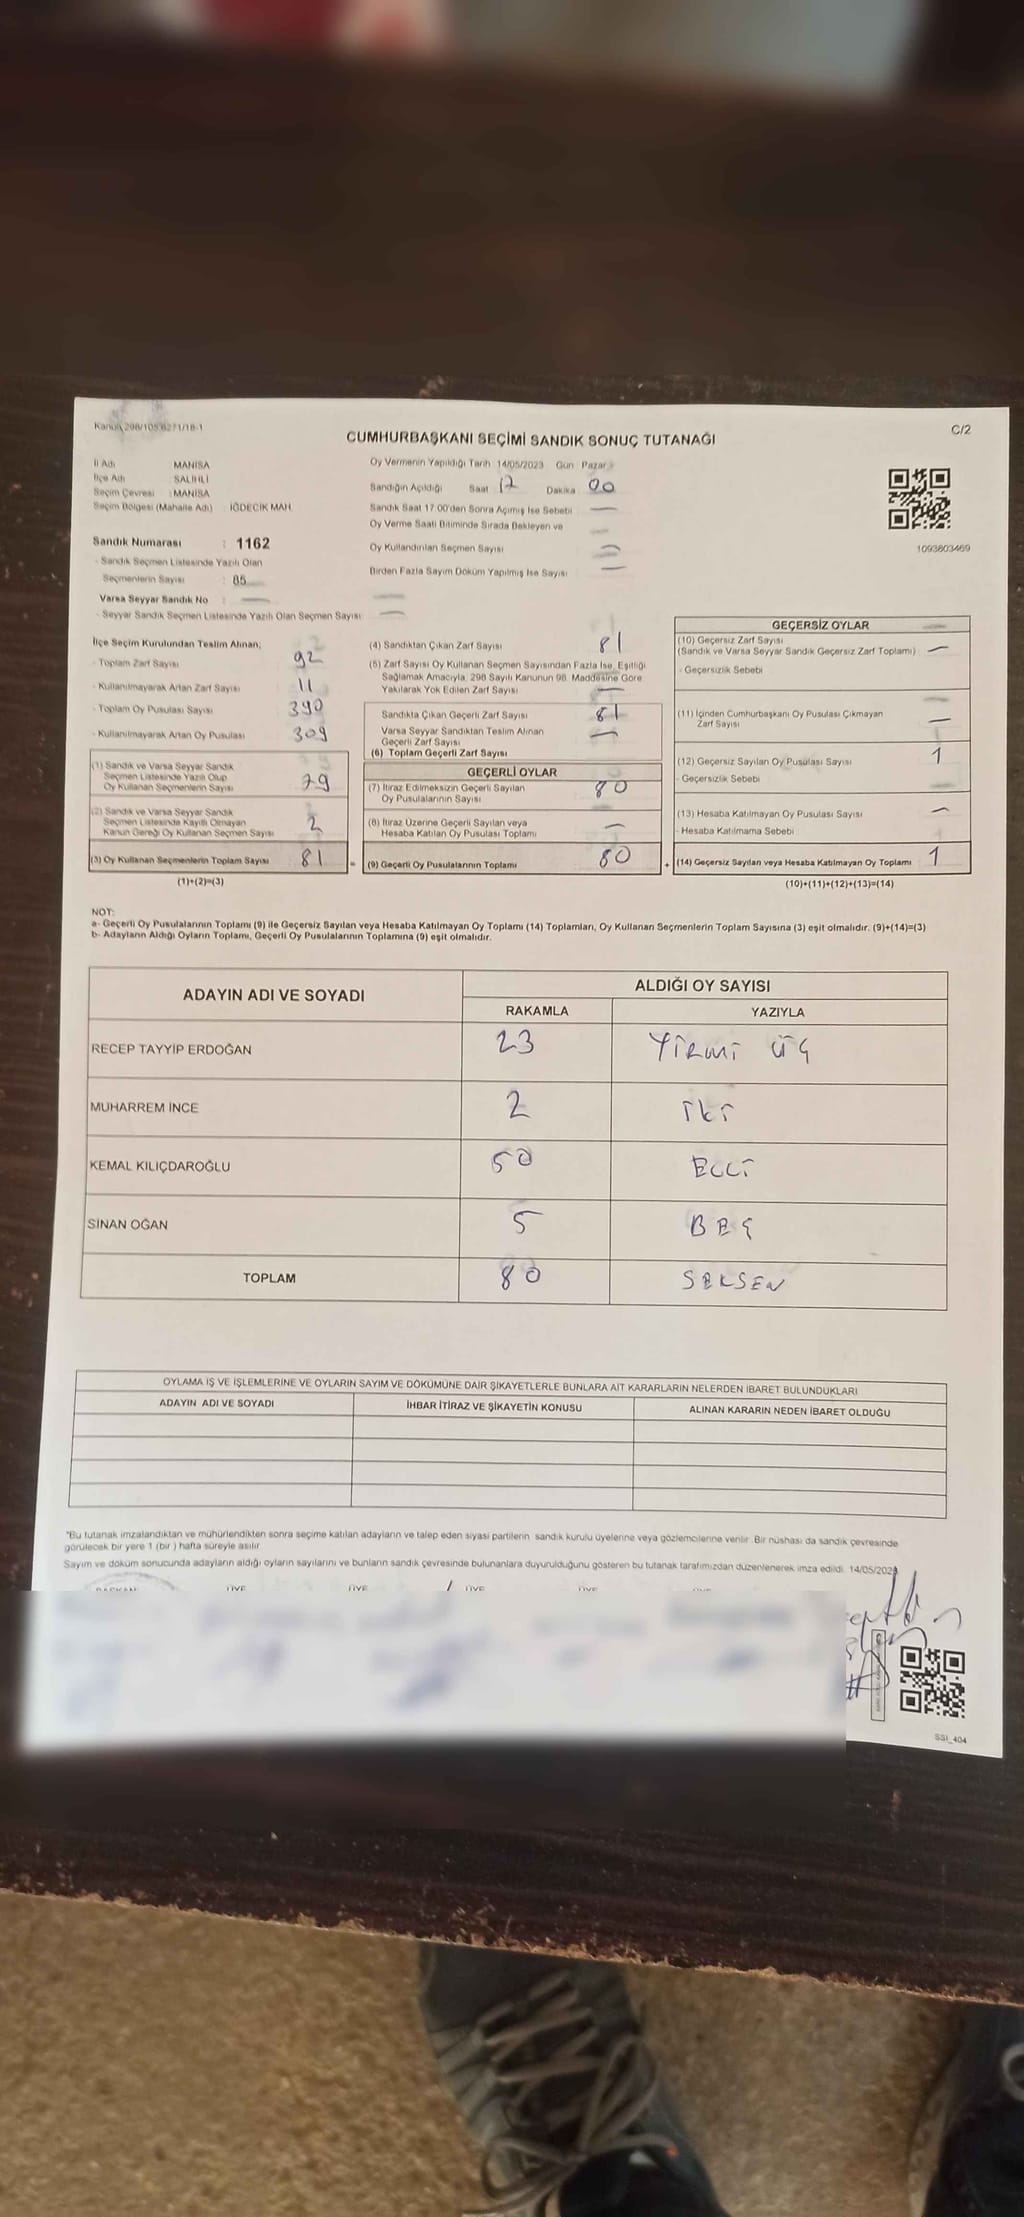 Kanun 298/105 6271/18-1
C/2
CUMHURBAŞKANI SEÇİMİ SANDIK SONUÇ TUTANAĞI
İl Adı MANİSA
İlçe Adı : SALİHLİ
Seçim Çevresi : MANİSA
Seçim Bölgesi (Mahalle Adı) : İĞDECİK MAH.
Sandık Numarası : 1162
- Sandık Seçmen Listesinde Yazılı Olan
Seçmenlerin Sayısı : 85
Varsa Seyyar Sandık No : —
- Seyyar Sandık Seçmen Listesinde Yazılı Olan Seçmen Sayısı —
Oy Vermenin Yapıldığı Tarih 14/05/2023 Gün Pazar
Sandığın Açıldığı Saat 17 Dakika 00
Sandık Saat 17:00'den Sonra Açılmış İse Sebebi —
Oy Verme Saati Bitiminde Sırada Bekleyen ve
Oy Kullandırılan Seçmen Sayısı —
Birden Fazla Sayım Döküm Yapılmış İse Sayısı —
1093803469
İlçe Seçim Kurulundan Teslim Alınan;
- Toplam Zarf Sayısı 92
- Kullanılmayarak Artan Zarf Sayısı 11
- Toplam Oy Pusulası Sayısı 390
- Kullanılmayarak Artan Oy Pusulası 309
(1) Sandık ve Varsa Seyyar Sandık
Seçmen Listesinde Yazılı Olup
Oy Kullanan Seçmenlerin Sayısı 79
(2) Sandık ve Varsa Seyyar Sandık
Seçmen Listesinde Kayıtlı Olmayan
Kanun Gereği Oy Kullanan Seçmen Sayısı 2
(3) Oy Kullanan Seçmenlerin Toplam Sayısı 81
(1)+(2)=(3)
(4) Sandıktan Çıkan Zarf Sayısı 81
(5) Zarf Sayısı Oy Kullanan Seçmen Sayısından Fazla İse, Eşitliği
Sağlamak Amacıyla, 298 Sayılı Kanunun 98. Maddesine Göre
Yakılarak Yok Edilen Zarf Sayısı —
Sandıkta Çıkan Geçerli Zarf Sayısı 81
Varsa Seyyar Sandıktan Teslim Alınan
Geçerli Zarf Sayısı —
(6) Toplam Geçerli Zarf Sayısı
GEÇERLİ OYLAR
(7) İtiraz Edilmeksizin Geçerli Sayılan
Oy Pusulalarının Sayısı 80
(8) İtiraz Üzerine Geçerli Sayılan veya
Hesaba Katılan Oy Pusulası Toplamı —
= (9) Geçerli Oy Pusulalarının Toplamı 80
GEÇERSİZ OYLAR
(10) Geçersiz Zarf Sayısı
(Sandık ve Varsa Seyyar Sandık Geçersiz Zarf Toplamı) —
- Geçersizlik Sebebi
(11) İçinden Cumhurbaşkanı Oy Pusulası Çıkmayan
Zarf Sayısı —
(12) Geçersiz Sayılan Oy Pusulası Sayısı 1
- Geçersizlik Sebebi
(13) Hesaba Katılmayan Oy Pusulası Sayısı —
- Hesaba Katılmama Sebebi
+ (14) Geçersiz Sayılan veya Hesaba Katılmayan Oy Toplamı 1
(10)+(11)+(12)+(13)=(14)
NOT:
a- Geçerli Oy Pusulalarının Toplamı (9) ile Geçersiz Sayılan veya Hesaba Katılmayan Oy Toplamı (14) Toplamları, Oy Kullanan Seçmenlerin Toplam Sayısına (3) eşit olmalıdır. (9)+(14)=(3)
b- Adayların Aldığı Oyların Toplamı, Geçerli Oy Pusulalarının Toplamına (9) eşit olmalıdır.
ADAYIN ADI VE SOYADI
ALDIĞI OY SAYISI
RAKAMLA YAZIYLA
RECEP TAYYİP ERDOĞAN 23 YİRMİ ÜÇ
MUHARREM İNCE 2 İKİ
KEMAL KILIÇDAROĞLU 50 ELLİ
SİNAN OĞAN 5 BEŞ
TOPLAM 80 SEKSEN
OYLAMA İŞ VE İŞLEMLERİNE VE OYLARIN SAYIM VE DÖKÜMÜNE DAİR ŞİKAYETLERLE BUNLARA AİT KARARLARIN NELERDEN İBARET BULUNDUKLARI
ADAYIN ADI VE SOYADI İHBAR İTİRAZ VE ŞİKAYETİN KONUSU ALINAN KARARIN NEDEN İBARET OLDUĞU
*Bu tutanak imzalandıktan ve mühürlendikten sonra seçime katılan adayların ve talep eden siyasi partilerin sandık kurulu üyelerine veya gözlemcilerine verilir. Bir nüshası da sandık çevresinde
görülecek bir yere 1 (bir) hafta süreyle asılır.
Sayım ve döküm sonucunda adayların aldığı oyların sayılarını ve bunların sandık çevresinde bulunanlara duyurulduğunu gösteren bu tutanak tarafımızdan düzenlenerek imza edildi. 14/05/2023
BAŞKAN ÜYE ÜYE ÜYE ÜYE
SSI_404